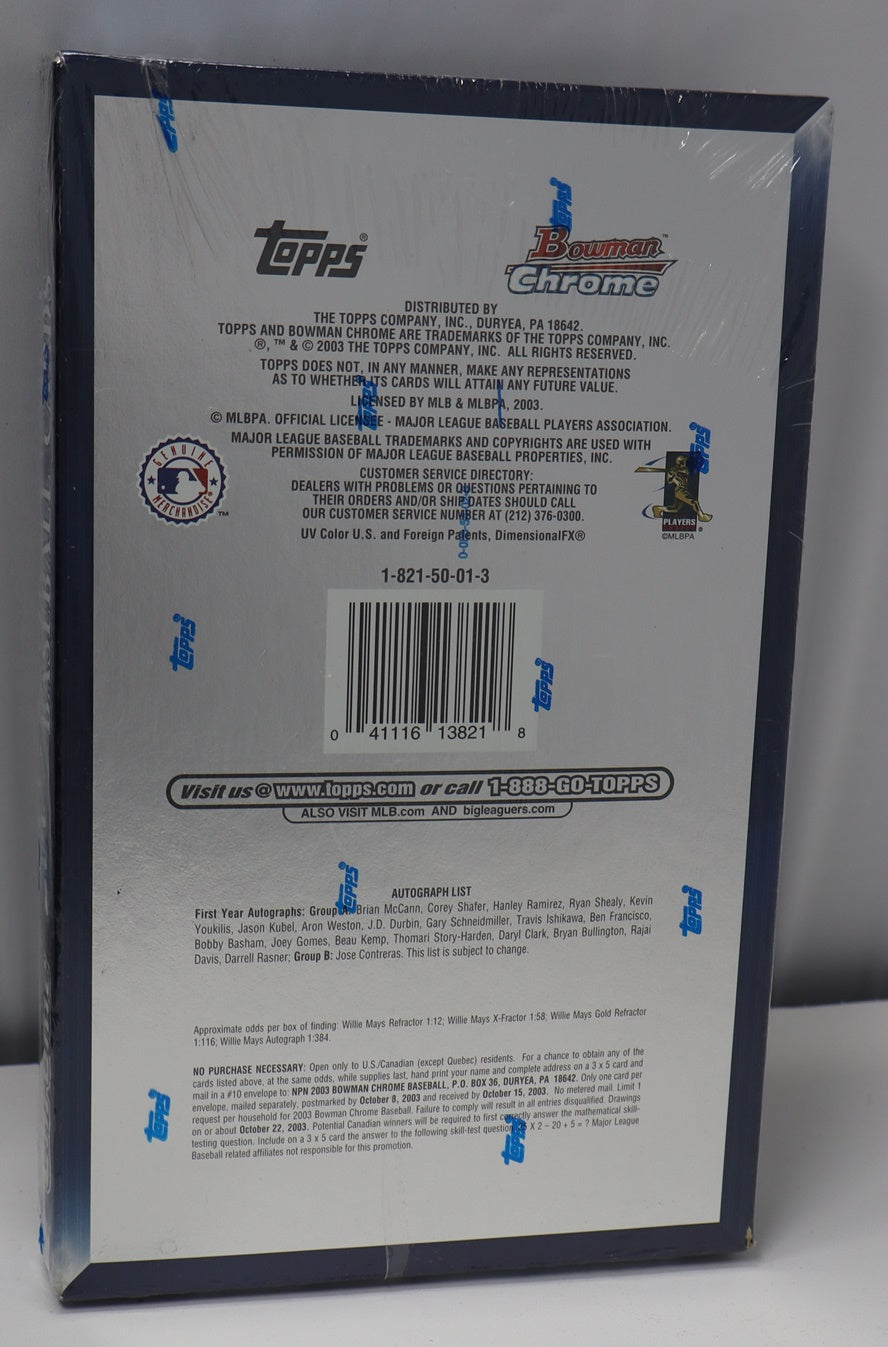 topps®
Bowman™
Chrome
DISTRIBUTED BY
THE TOPPS COMPANY, INC., DURYEA, PA 18642.
TOPPS AND BOWMAN CHROME ARE TRADEMARKS OF THE TOPPS COMPANY, INC.
®, ™ & © 2003 THE TOPPS COMPANY, INC. ALL RIGHTS RESERVED.
TOPPS DOES NOT, IN ANY MANNER, MAKE ANY REPRESENTATIONS
AS TO WHETHER ITS CARDS WILL ATTAIN ANY FUTURE VALUE.
LICENSED BY MLB & MLBPA, 2003.
© MLBPA. OFFICIAL LICENSEE - MAJOR LEAGUE BASEBALL PLAYERS ASSOCIATION.
MAJOR LEAGUE BASEBALL TRADEMARKS AND COPYRIGHTS ARE USED WITH
PERMISSION OF MAJOR LEAGUE BASEBALL PROPERTIES, INC.
GENUINE
MERCHANDISE
™
CUSTOMER SERVICE DIRECTORY:
DEALERS WITH PROBLEMS OR QUESTIONS PERTAINING TO
THEIR ORDERS AND/OR SHIP DATES SHOULD CALL
OUR CUSTOMER SERVICE NUMBER AT (212) 376-0300.
PLAYERS
©MLBPA
UV Color U.S. and Foreign Patents, DimensionalFX®
1-821-50-01-3
0 41116 13821 8
Visit us @ www.topps.com or call 1-888-GO-TOPPS
ALSO VISIT MLB.com AND bigleaguers.com
AUTOGRAPH LIST
First Year Autographs: Group A: Brian McCann, Corey Shafer, Hanley Ramirez, Ryan Shealy, Kevin
Youkilis, Jason Kubel, Aron Weston, J.D. Durbin, Gary Schneidmiller, Travis Ishikawa, Ben Francisco,
Bobby Basham, Joey Gomes, Beau Kemp, Thomari Story-Harden, Daryl Clark, Bryan Bullington, Rajai
Davis, Darrell Rasner; Group B: Jose Contreras. This list is subject to change.
Approximate odds per box of finding: Willie Mays Refractor 1:12; Willie Mays X-Fractor 1:58; Willie Mays Gold Refractor
1:116; Willie Mays Autograph 1:384.
NO PURCHASE NECESSARY: Open only to U.S./Canadian (except Quebec) residents. For a chance to obtain any of the
cards listed above, at the same odds, while supplies last, hand print your name and complete address on a 3 x 5 card and
mail in a #10 envelope to: NPN 2003 BOWMAN CHROME BASEBALL, P.O. BOX 36, DURYEA, PA 18642. Only one card per
envelope, mailed separately, postmarked by October 8, 2003 and received by October 15, 2003. No metered mail. Limit 1
request per household for 2003 Bowman Chrome Baseball. Failure to comply will result in all entries disqualified. Drawings
on or about October 22, 2003. Potential Canadian winners will be required to first correctly answer the mathematical skill-
testing question. Include on a 3 x 5 card the answer to the following skill-test question: X 2 – 20 + 5 = ? Major League
Baseball related affiliates not responsible for this promotion.
topps
topps
topps
topps
topps
topps
topps
topps
topps
topps